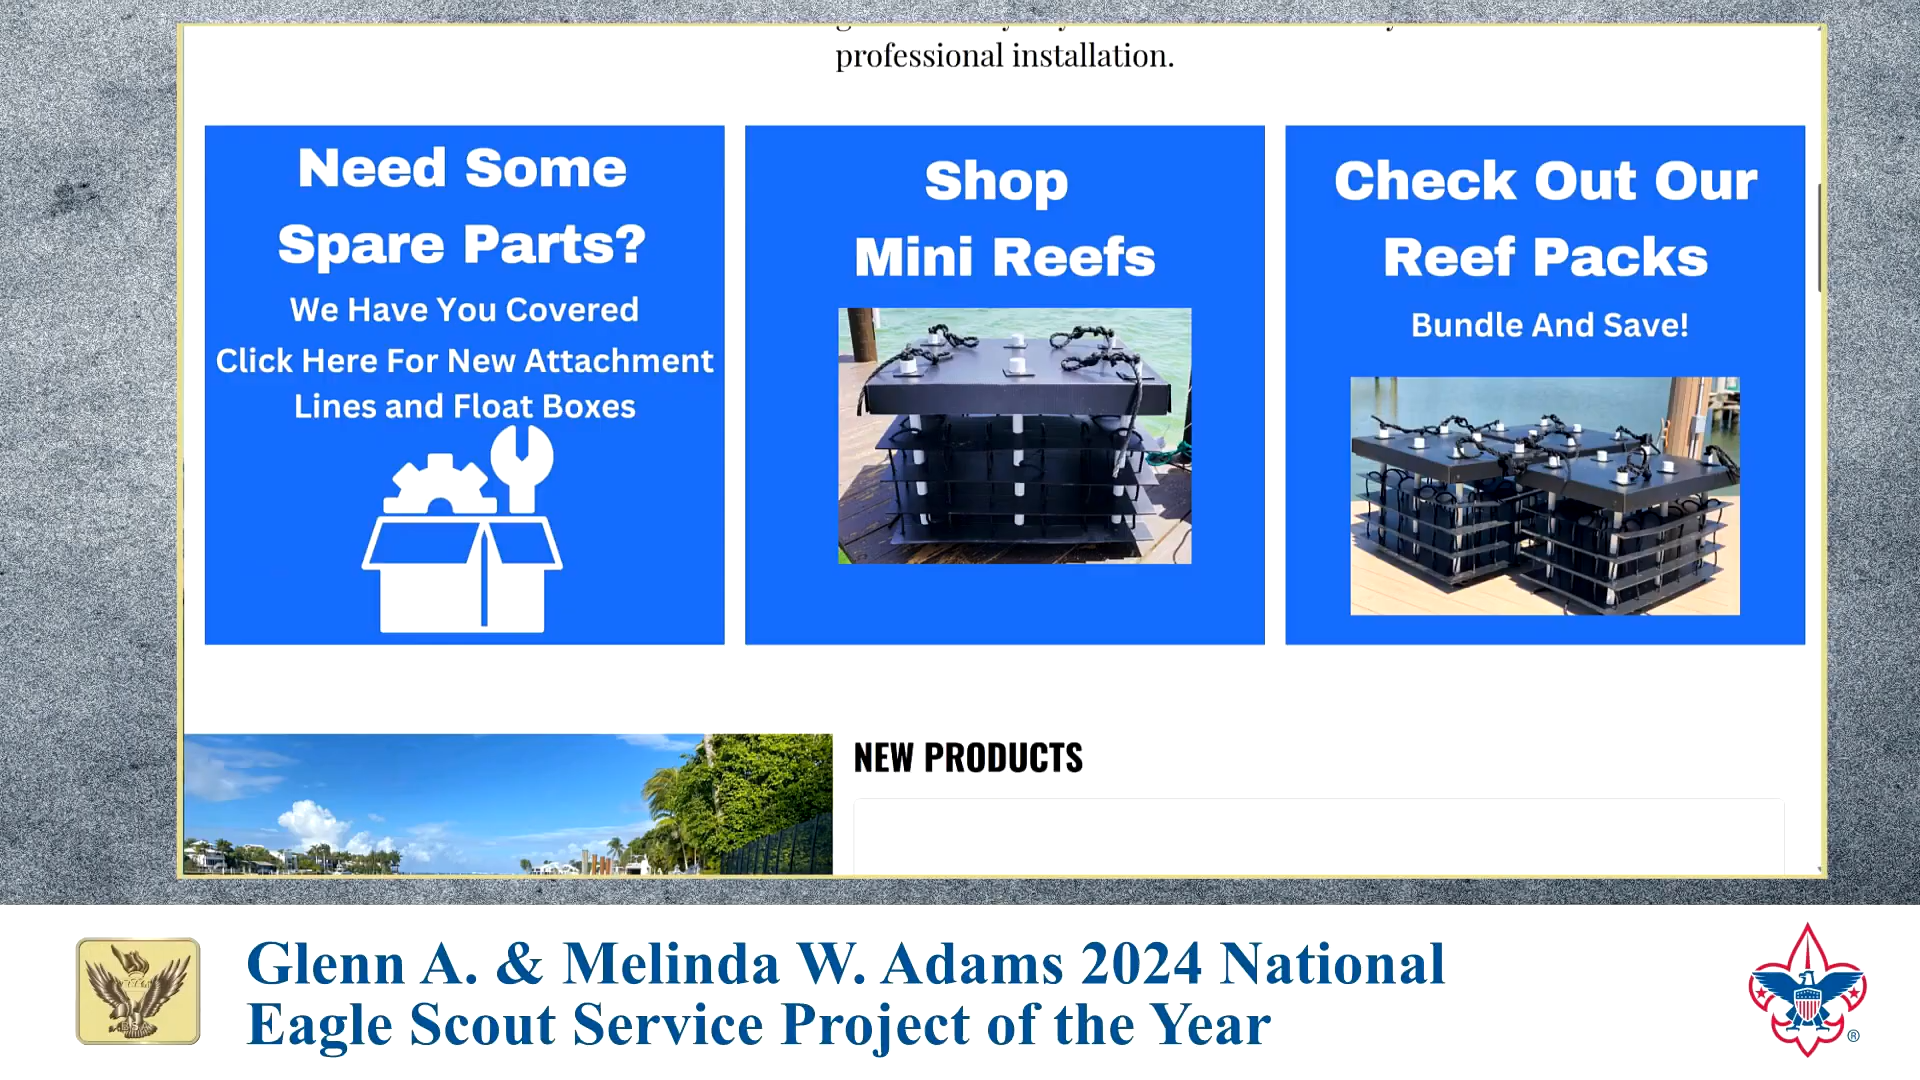 professional installation.
Need Some
Spare Parts?
We Have You Covered
Click Here For New Attachment
Lines and Float Boxes
Shop
Mini Reefs
Check Out Our
Reef Packs
Bundle And Save!
NEW PRODUCTS
Glenn A. & Melinda W. Adams 2024 National
Eagle Scout Service Project of the Year
®